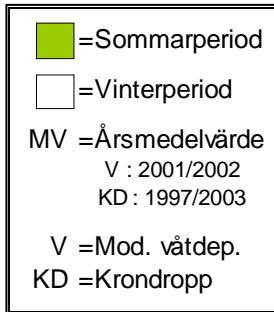 =Sommarperiod
=Vinterperiod
MV =Årsmedelvärde
V : 2001/2002
KD : 1997/2003
V =Mod. våtdep.
KD =Krondropp